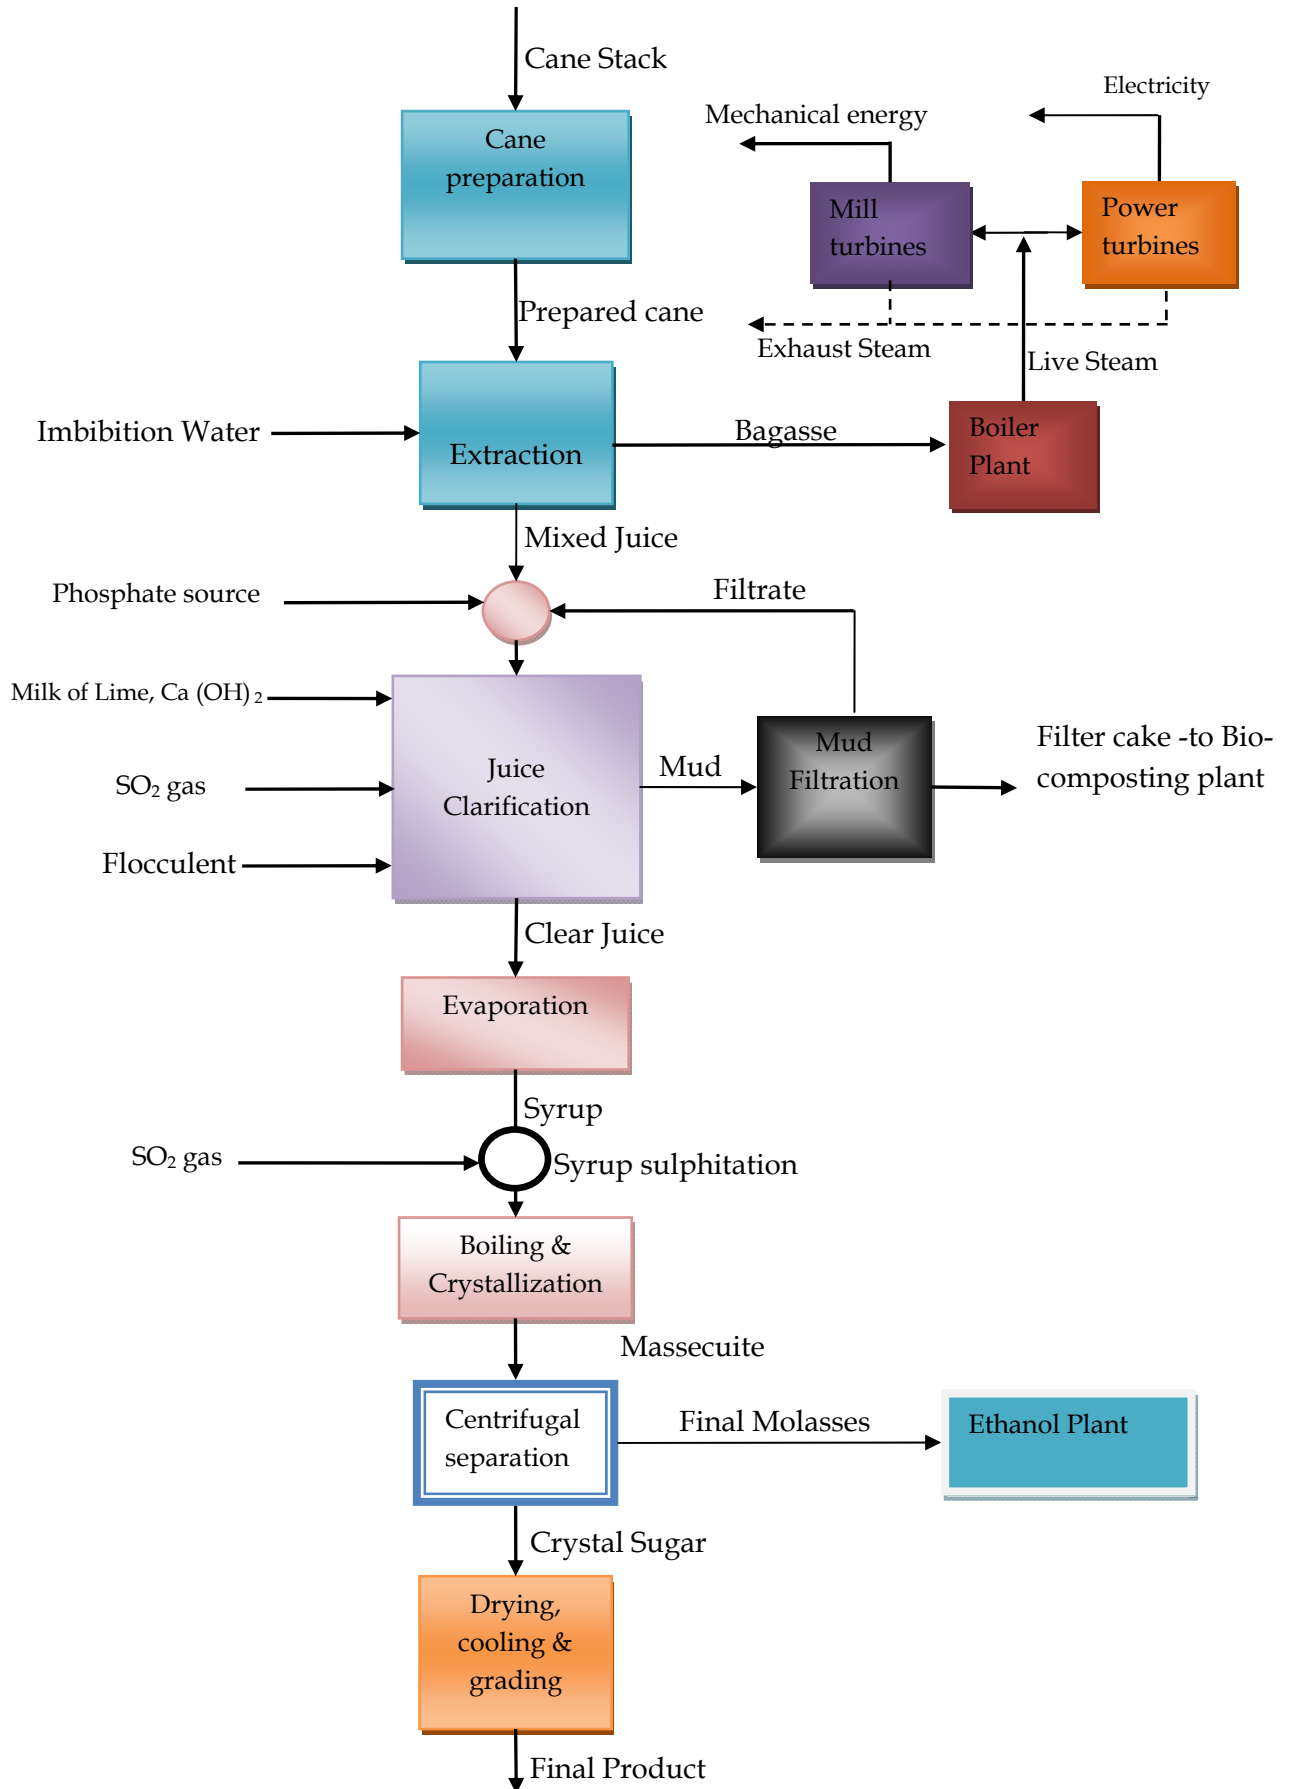 Cane Stack
Cane
preparation
Electricity
Mechanical energy
Mill
turbines
Power
turbines
Prepared cane
Exhaust Steam
Live Steam
Imbibition Water
Extraction
Bagasse
Boiler
Plant
Mixed Juice
Phosphate source
Filtrate
Milk of Lime, Ca (OH) ₂
SO₂ gas
Flocculent
Juice
Clarification
Mud
Mud
Filtration
Filter cake -to Bio-
composting plant
Clear Juice
Evaporation
Syrup
SO₂ gas
Syrup sulphitation
Boiling &
Crystallization
Massecuite
Centrifugal
separation
Final Molasses
Ethanol Plant
Crystal Sugar
Drying,
cooling &
grading
Final Product